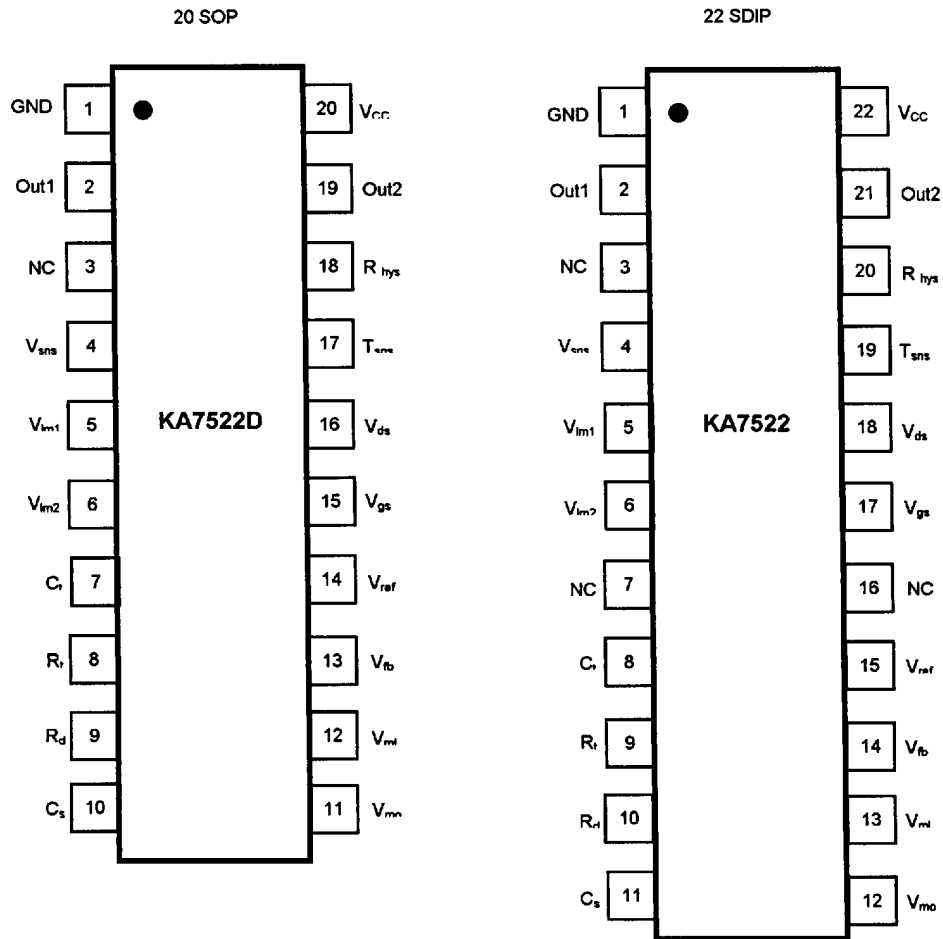 20 SOP
GND 1
20 Vcc
Out1 2
19 Out2
NC 3
18 R hys
Vsns 4
17 Tsns
Vlm1 5
KA7522D
16 Vds
Vlm2 6
15 Vgs
Ct 7
14 Vref
Rt 8
13 Vfb
Rd 9
12 Vmi
Cs 10
11 Vmo
22 SDIP
GND 1
22 VCC
Out1 2
21 Out2
NC 3
20 R hys
Vsns 4
19 Tsns
Vlm1 5
KA7522
18 Vds
Vlm2 6
17 Vgs
NC 7
16 NC
Ct 8
15 Vref
Rt 9
14 Vfb
Rd 10
13 Vmi
Cs 11
12 Vmo